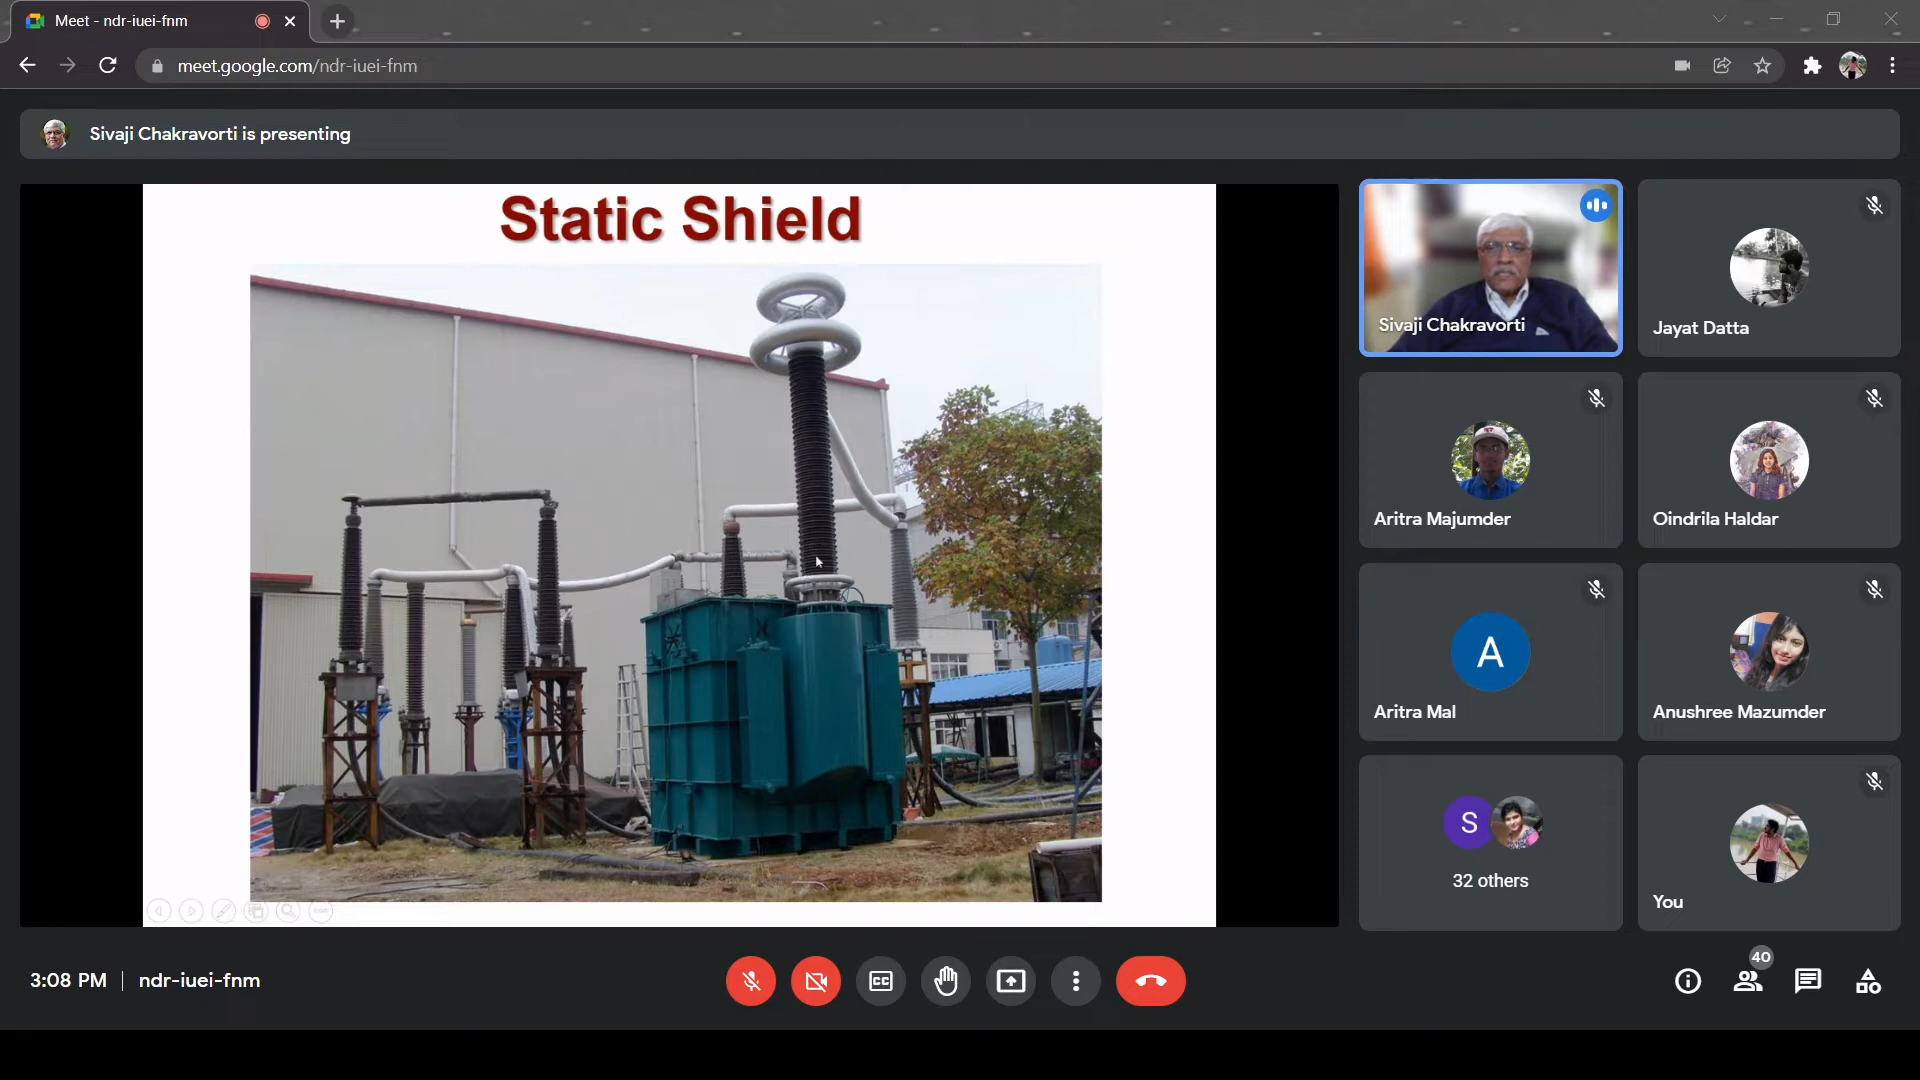 Meet - ndr-iuei-fnm
meet.google.com/ndr-iuei-fnm
Sivaji Chakravorti is presenting
Static Shield
Sivaji Chakravorti
Jayat Datta
Aritra Majumder
Oindrila Haldar
A
Aritra Mal
Anushree Mazumder
S
32 others
You
3:08 PM
ndr-iuei-fnm
CC
40